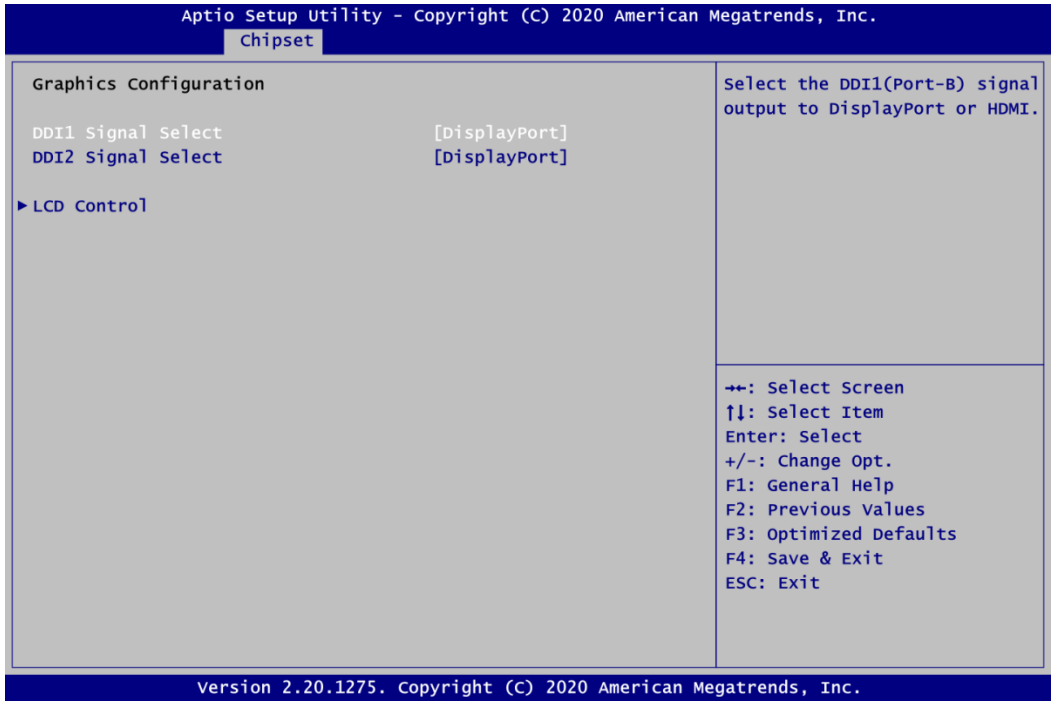 Aptio Setup Utility - Copyright (C) 2020 American Megatrends, Inc.
Chipset
Graphics Configuration
DDI1 Signal Select [DisplayPort]
DDI2 Signal Select [DisplayPort]
▶ LCD Control
Select the DDI1(Port-B) signal
output to DisplayPort or HDMI.
→←: Select Screen
↑↓: Select Item
Enter: Select
+/-: Change Opt.
F1: General Help
F2: Previous Values
F3: Optimized Defaults
F4: Save & Exit
ESC: Exit
Version 2.20.1275. Copyright (C) 2020 American Megatrends, Inc.